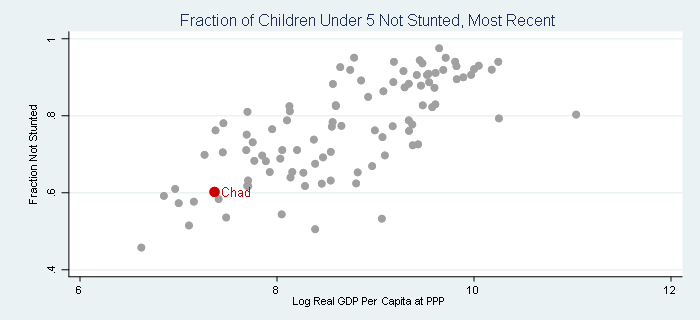 Fraction of Children Under 5 Not Stunted, Most Recent
Fraction Not Stunted
1
.8
.6
.4
Chad
6
8
10
12
Log Real GDP Per Capita at PPP